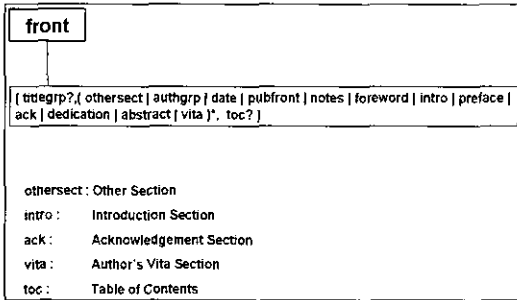 front
( titlegrp?,( othersect | authgrp | date | pubfront | notes | foreword | intro | preface |
ack | dedication | abstract | vita )*, toc? )
othersect : Other Section
intro : Introduction Section
ack : Acknowledgement Section
vita : Author's Vita Section
toc : Table of Contents